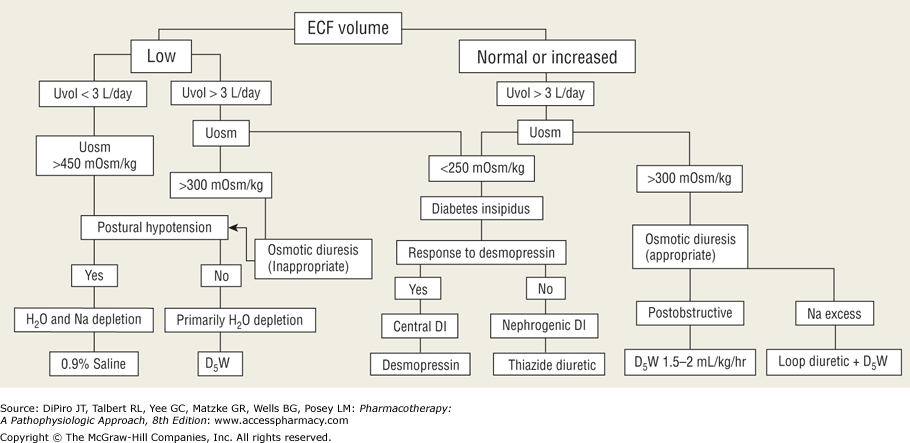 ECF volume
Low
Normal or increased
Uvol < 3 L/day
Uvol > 3 L/day
Uvol > 3 L/day
Uosm
>450 mOsm/kg
Uosm
Uosm
>300 mOsm/kg
<250 mOsm/kg
>300 mOsm/kg
Postural hypotension
Diabetes insipidus
Osmotic diuresis
(Inappropriate)
Response to desmopressin
Osmotic diuresis
(appropriate)
Yes
No
Yes
No
H₂O and Na depletion
Primarily H₂O depletion
Central DI
Nephrogenic DI
Postobstructive
Na excess
0.9% Saline
D₅W
Desmopressin
Thiazide diuretic
D₅W 1.5–2 mL/kg/hr
Loop diuretic + D₅W
Source: DiPiro JT, Talbert RL, Yee GC, Matzke GR, Wells BG, Posey LM: Pharmacotherapy:
A Pathophysiologic Approach, 8th Edition: www.accesspharmacy.com
Copyright © The McGraw-Hill Companies, Inc. All rights reserved.